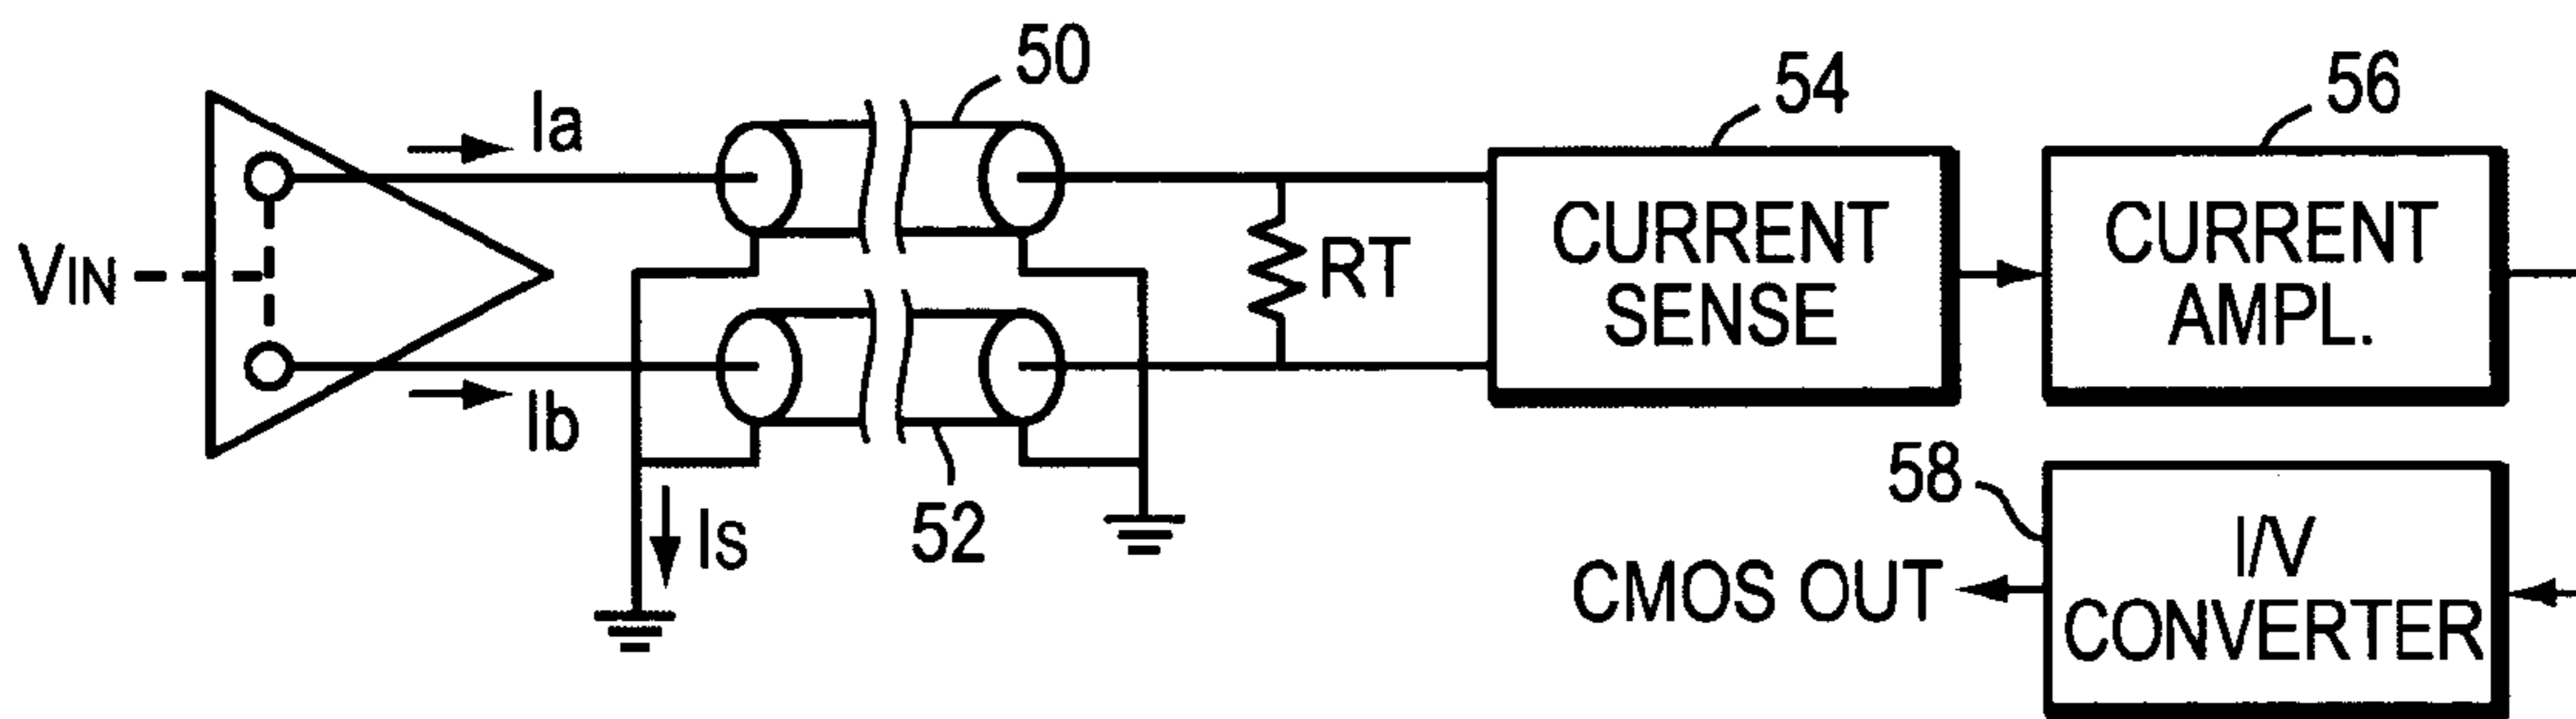 50
54
56
Ia
VIN
RT
CURRENT
SENSE
CURRENT
AMPL.
Ib
58
52
Is
CMOS OUT
I/V
CONVERTER